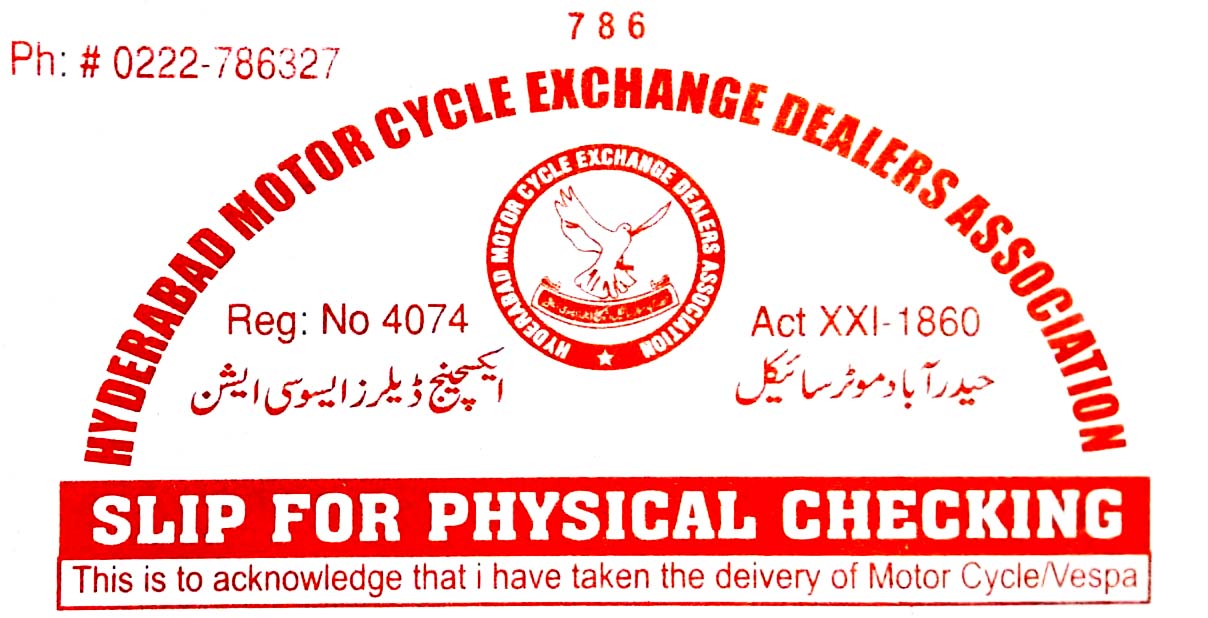 786
Ph: # 0222-786327
HYDERABAD MOTOR CYCLE EXCHANGE DEALERS ASSOCIATION
HYDERABAD MOTOR CYCLE EXCHANGE DEALERS ASSOCIATION
Reg: No 4074
Act XXI-1860
حیدرآباد موٹرسائیکل
ایکسچینج ڈیلرز ایسوسی ایشن
SLIP FOR PHYSICAL CHECKING
This is to acknowledge that i have taken the deivery of Motor Cycle/Vespa